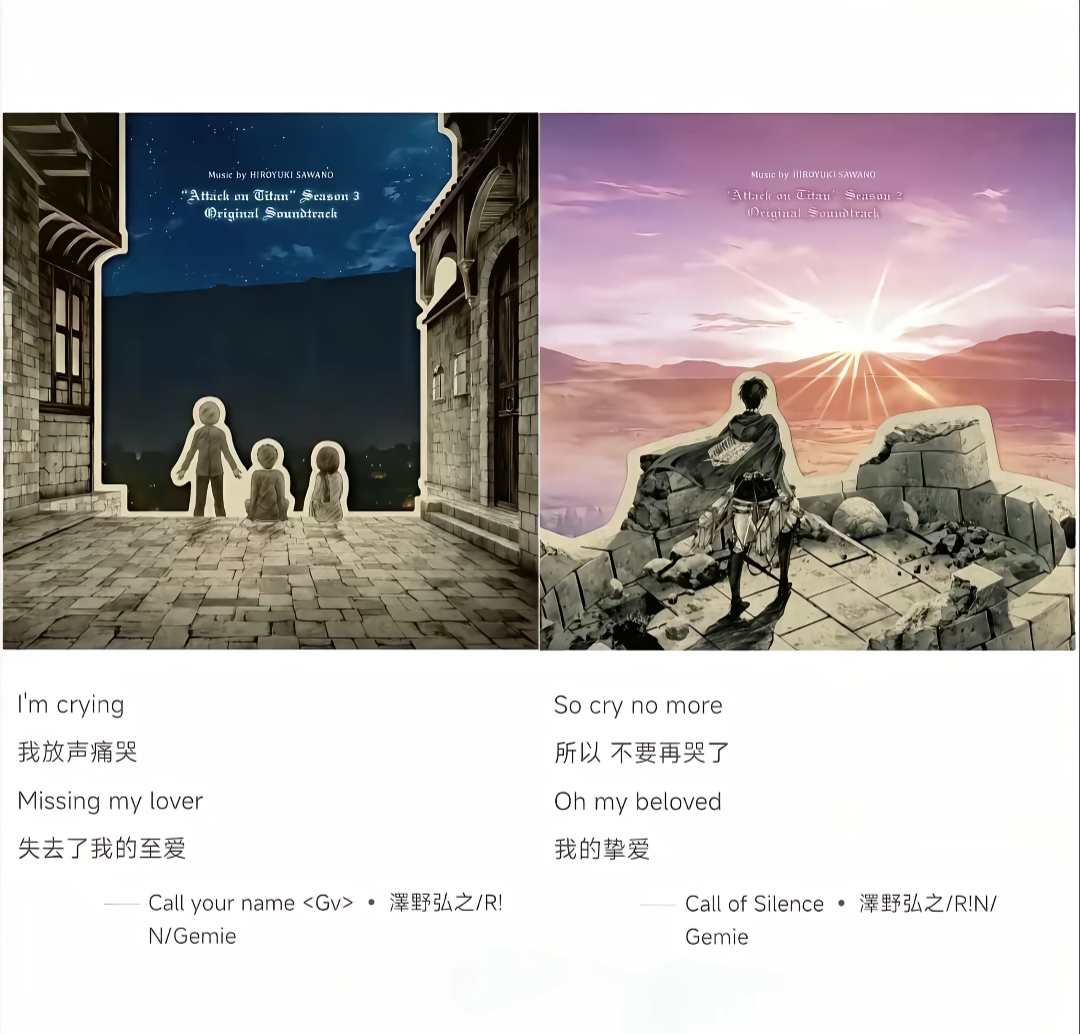 Music by HIROYUKI SAWANO
"Attack on Titan" Season 3
Original Soundtrack
Music by HIROYUKI SAWANO
"Attack on Titan" Season 2
Original Soundtrack
I'm crying
我放声痛哭
Missing my lover
失去了我的至爱
Call your name <Gv> • 澤野弘之/R!
N/Gemie
So cry no more
所以 不要再哭了
Oh my beloved
我的挚爱
Call of Silence • 澤野弘之/R!N/
Gemie